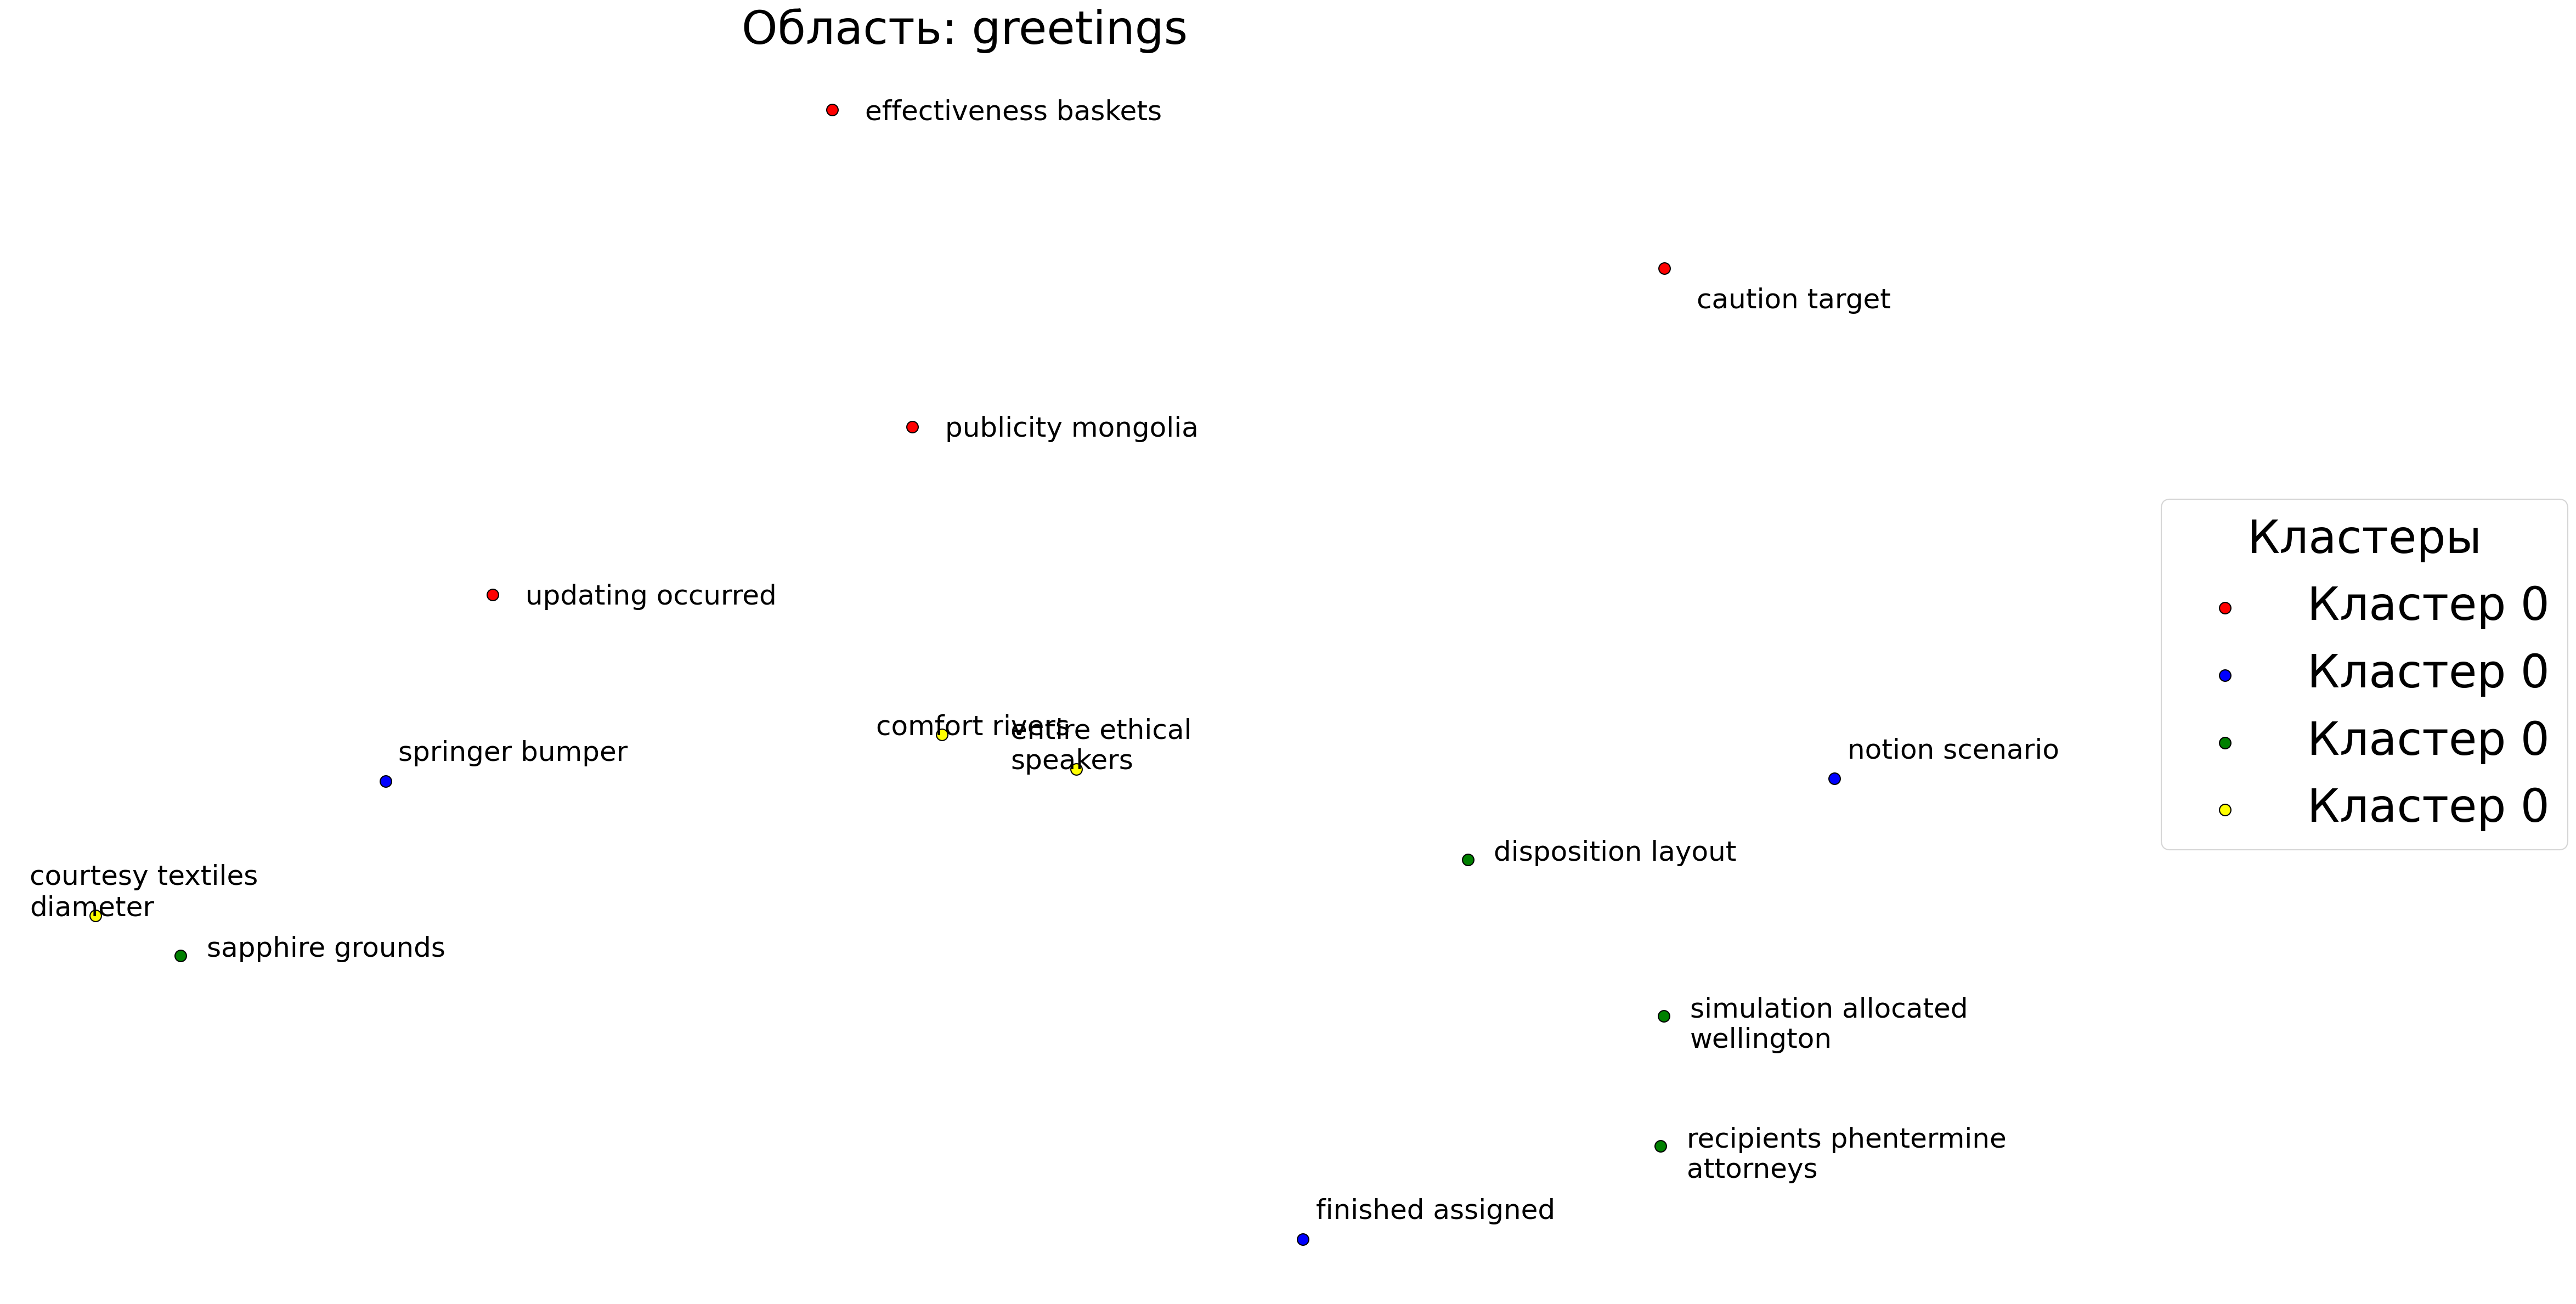 Область: greetings
effectiveness baskets
caution target
publicity mongolia
updating occurred
comfort rivers
entire ethical
speakers
springer bumper
notion scenario
disposition layout
courtesy textiles
diameter
sapphire grounds
simulation allocated
wellington
recipients phentermine
attorneys
finished assigned
Кластеры
Кластер 0
Кластер 0
Кластер 0
Кластер 0